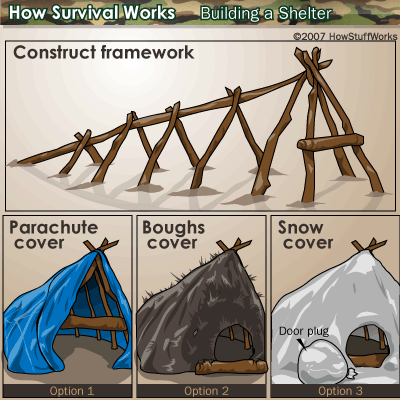 How Survival Works Building a Shelter
©2007 HowStuffWorks
Construct framework
Parachute
cover
Boughs
cover
Snow
cover
Door plug
Option 1
Option 2
Option 3